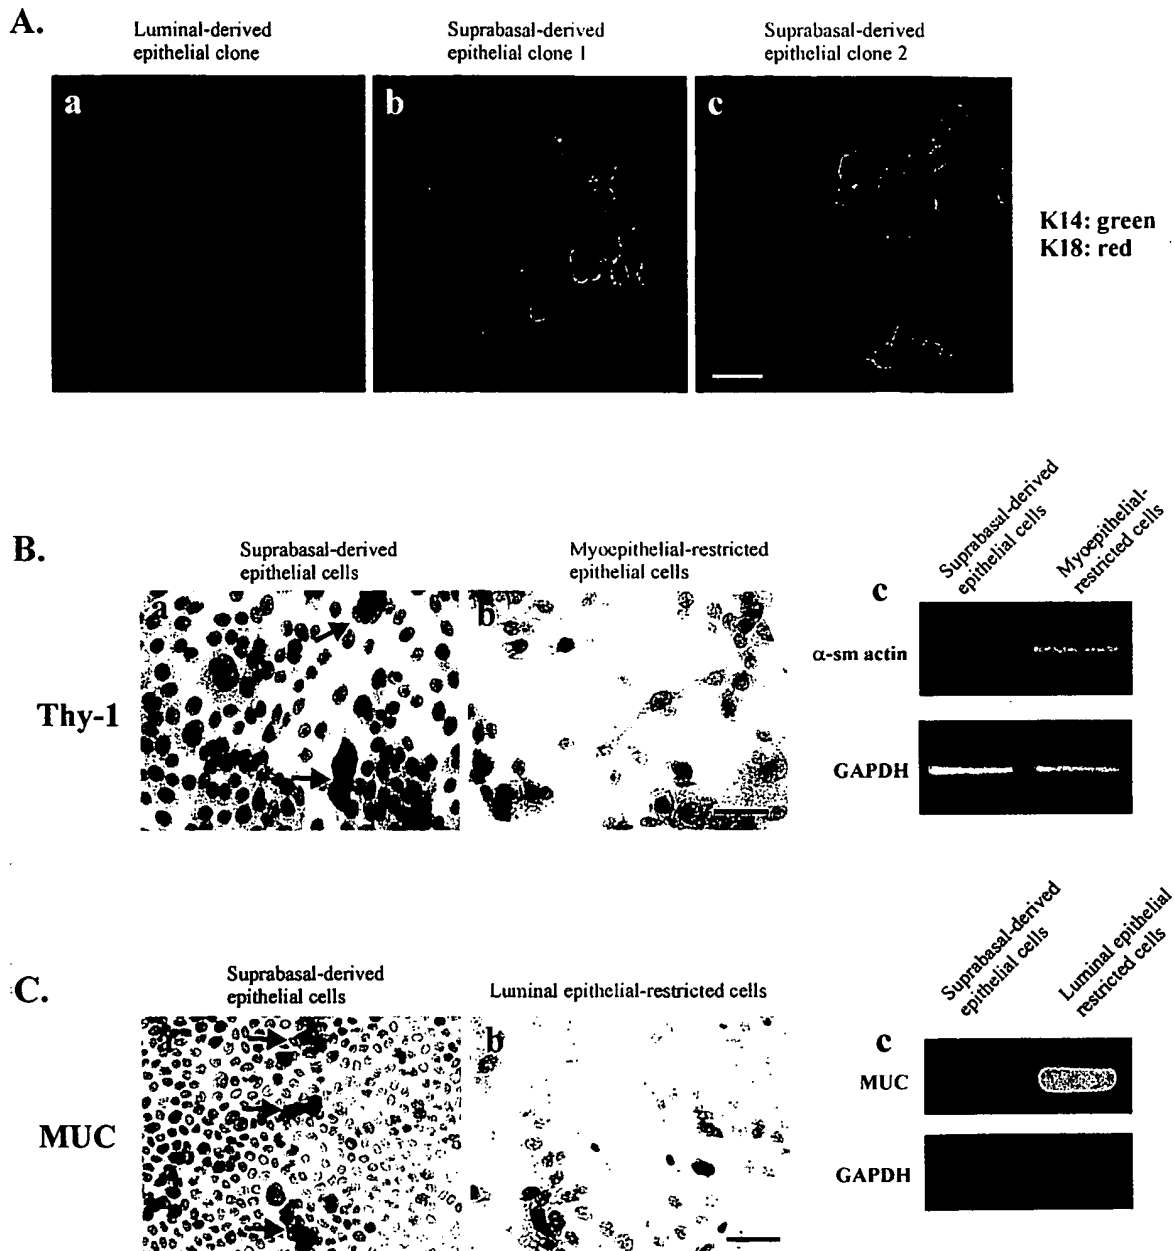 A.
Luminal-derived
epithelial clone
Suprabasal-derived
epithelial clone 1
Suprabasal-derived
epithelial clone 2
a
b
c
K14: green
K18: red
B.
Suprabasal-derived
epithelial cells
Myoepithelial-restricted
epithelial cells
Thy-1
a
b
c
Suprabasal-derived
epithelial cells
Myoepithelial-
restricted cells
α-sm actin
GAPDH
C.
Suprabasal-derived
epithelial cells
Luminal epithelial-restricted cells
MUC
a
b
c
Suprabasal-derived
epithelial cells
Luminal epithelial
restricted cells
MUC
GAPDH